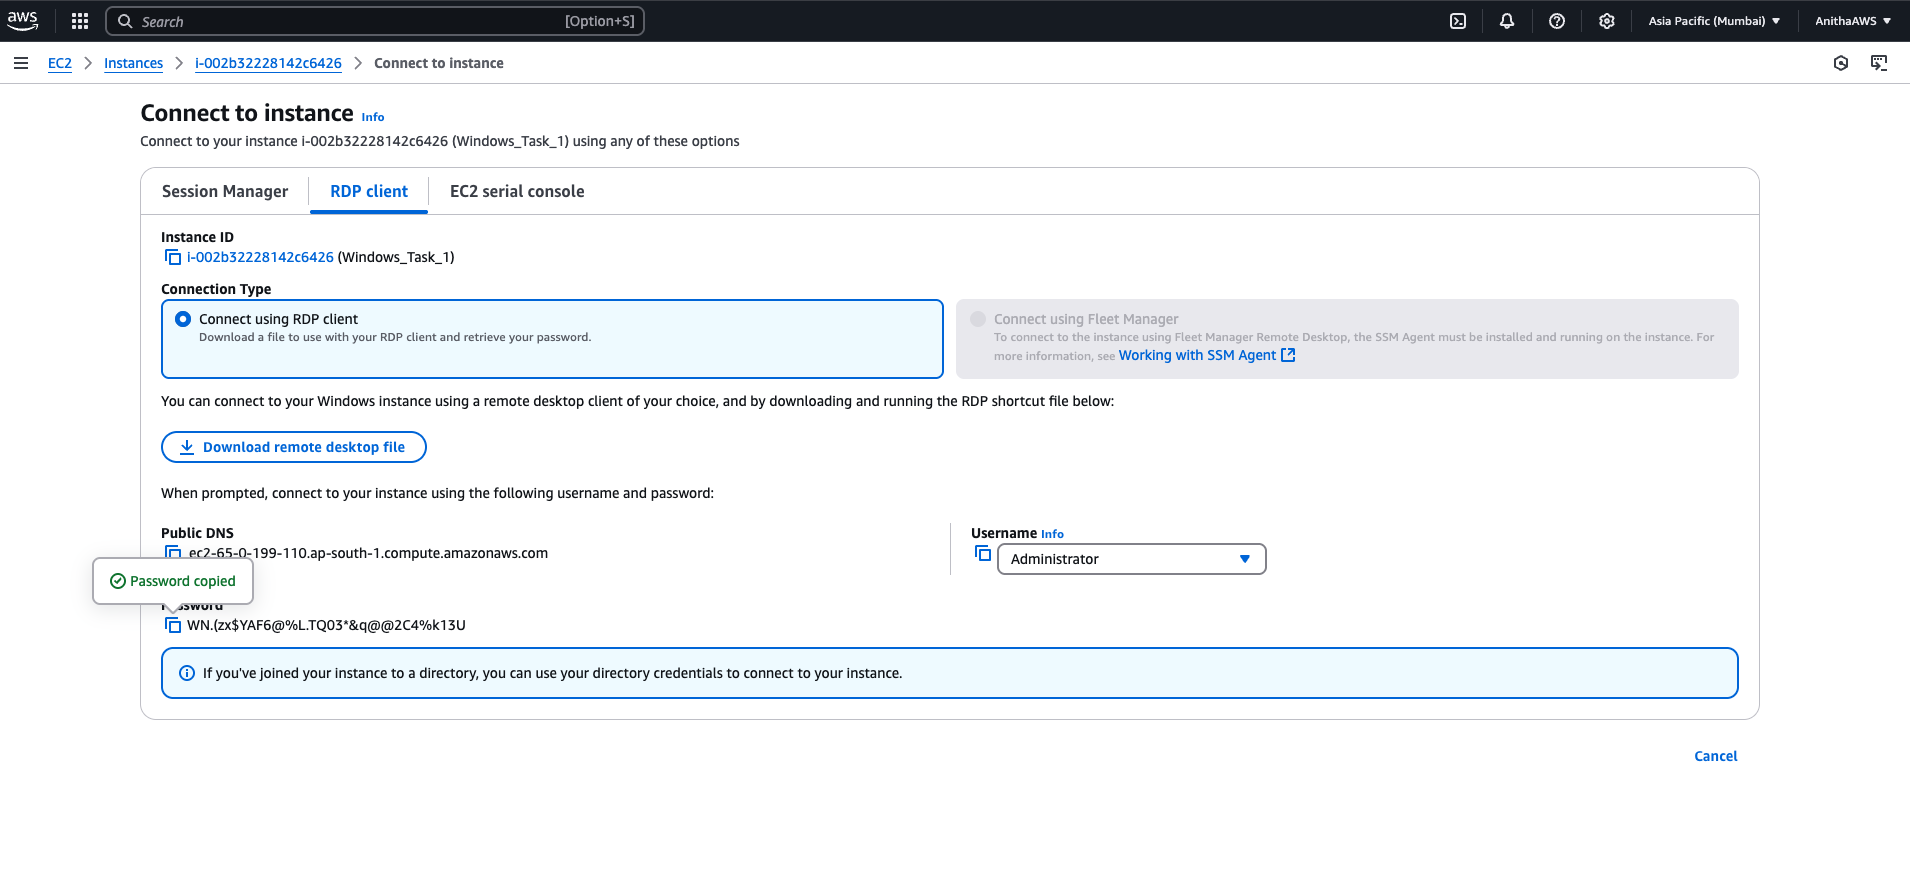 aws
Search [Option+S] Asia Pacific (Mumbai) AnithaAWS
EC2 Instances i-002b32228142c6426 Connect to instance
Connect to instance Info
Connect to your instance i-002b32228142c6426 (Windows_Task_1) using any of these options
Session Manager RDP client EC2 serial console
Instance ID
i-002b32228142c6426 (Windows_Task_1)
Connection Type
Connect using RDP client
Download a file to use with your RDP client and retrieve your password.
Connect using Fleet Manager
To connect to the instance using Fleet Manager Remote Desktop, the SSM Agent must be installed and running on the instance. For
more information, see Working with SSM Agent
You can connect to your Windows instance using a remote desktop client of your choice, and by downloading and running the RDP shortcut file below:
Download remote desktop file
When prompted, connect to your instance using the following username and password:
Public DNS
ec2-65-0-199-110.ap-south-1.compute.amazonaws.com
Username Info
Administrator
Password copied
Password
WN.(zx$YAF6@%L.TQ03*&q@@2C4%k13U
If you've joined your instance to a directory, you can use your directory credentials to connect to your instance.
Cancel